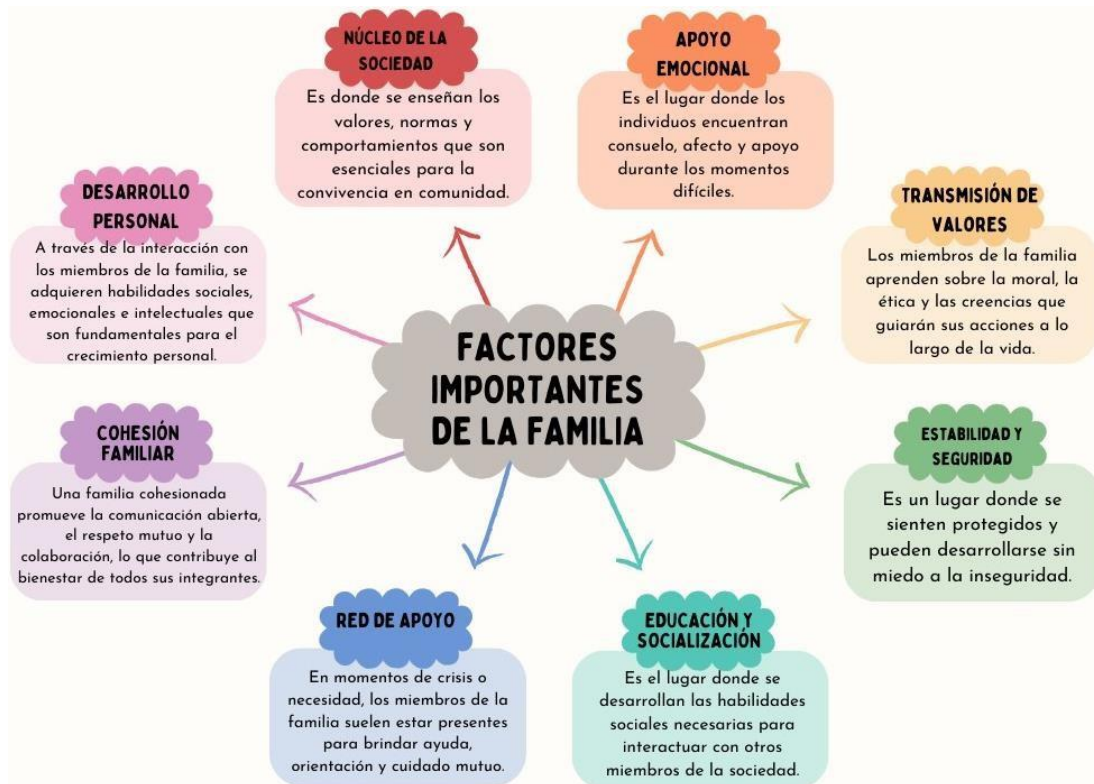 NÚCLEO DE LA
SOCIEDAD
Es donde se enseñan los
valores, normas y
comportamientos que son
esenciales para la
convivencia en comunidad.
APOYO
EMOCIONAL
Es el lugar donde los
individuos encuentran
consuelo, afecto y apoyo
durante los momentos
difíciles.
DESARROLLO
PERSONAL
A través de la interacción con
los miembros de la familia, se
adquieren habilidades sociales,
emocionales e intelectuales que
son fundamentales para el
crecimiento personal.
TRANSMISIÓN DE
VALORES
Los miembros de la familia
aprenden sobre la moral, la
ética y las creencias que
guiarán sus acciones a lo
largo de la vida.
FACTORES
IMPORTANTES
DE LA FAMILIA
COHESIÓN
FAMILIAR
Una familia cohesionada
promueve la comunicación abierta,
el respeto mutuo y la
colaboración, lo que contribuye al
bienestar de todos sus integrantes.
ESTABILIDAD Y
SEGURIDAD
Es un lugar donde se
sienten protegidos y
pueden desarrollarse sin
miedo a la inseguridad.
RED DE APOYO
En momentos de crisis o
necesidad, los miembros de la
familia suelen estar presentes
para brindar ayuda,
orientación y cuidado mutuo.
EDUCACIÓN Y
SOCIALIZACIÓN
Es el lugar donde se
desarrollan las habilidades
sociales necesarias para
interactuar con otros
miembros de la sociedad.